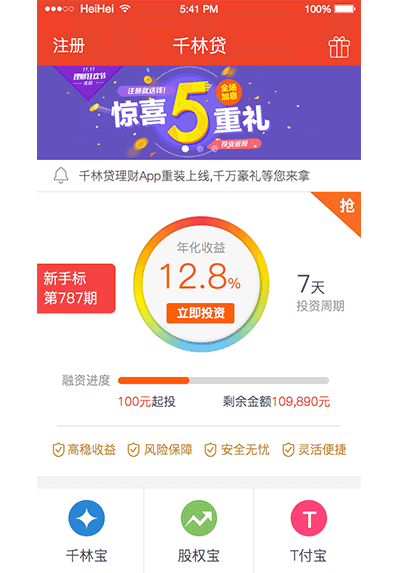 HeiHei 5:41 PM 100%
注册 千林贷
11.11
理财狂欢节
注册就送钱!
全场
加息
惊喜5重礼
投资返现
千林贷理财App重装上线,千万豪礼等您来拿
抢
年化收益
12.8%
立即投资
新手标
第787期
7天
投资周期
融资进度
100元起投 剩余金额109,890元
高稳收益 风险保障 安全无忧 灵活便捷
千林宝 股权宝 T付宝
T